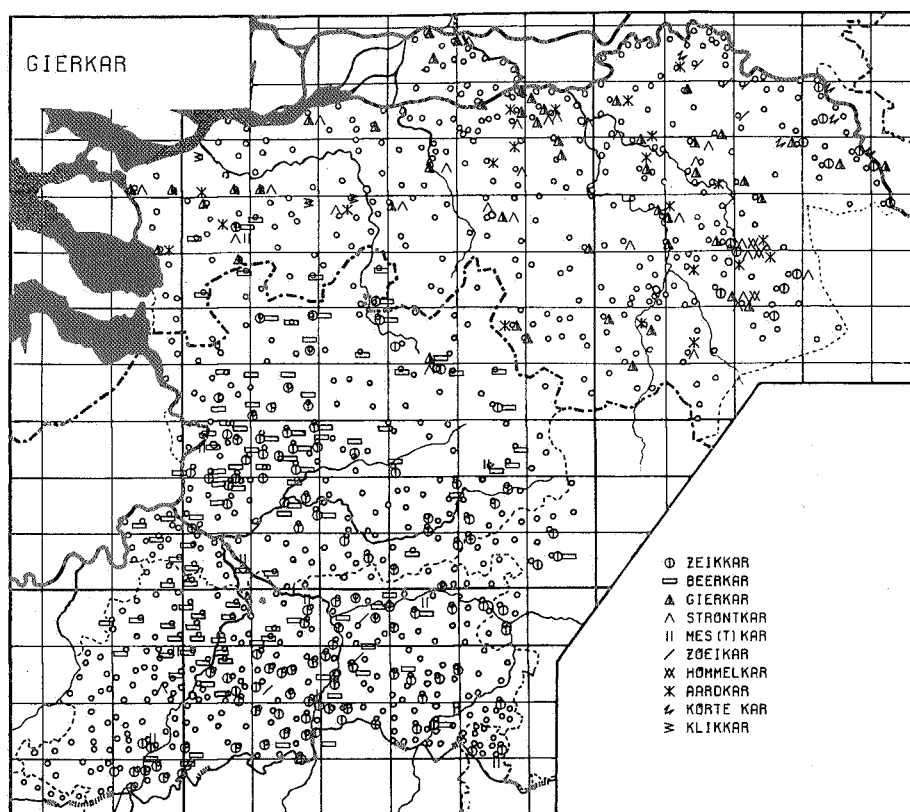 GIERKAR
ZEIKKAR
BEERKAR
GIERKAR
STRONTKAR
MES(T)KAR
ZOEIKAR
HOMMELKAR
AARDKAR
KORTE KAR
KLIKKAR